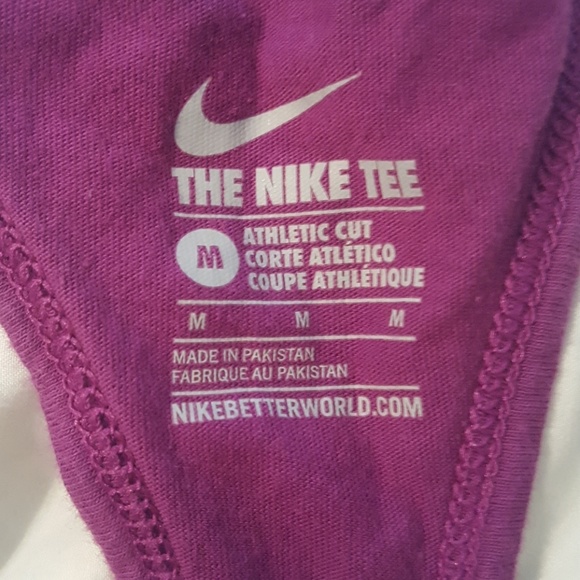 THE NIKE TEE
M
ATHLETIC CUT
CORTE ATLÉTICO
COUPE ATHLÉTIQUE
M M M
MADE IN PAKISTAN
FABRIQUE AU PAKISTAN
NIKEBETTERWORLD.COM